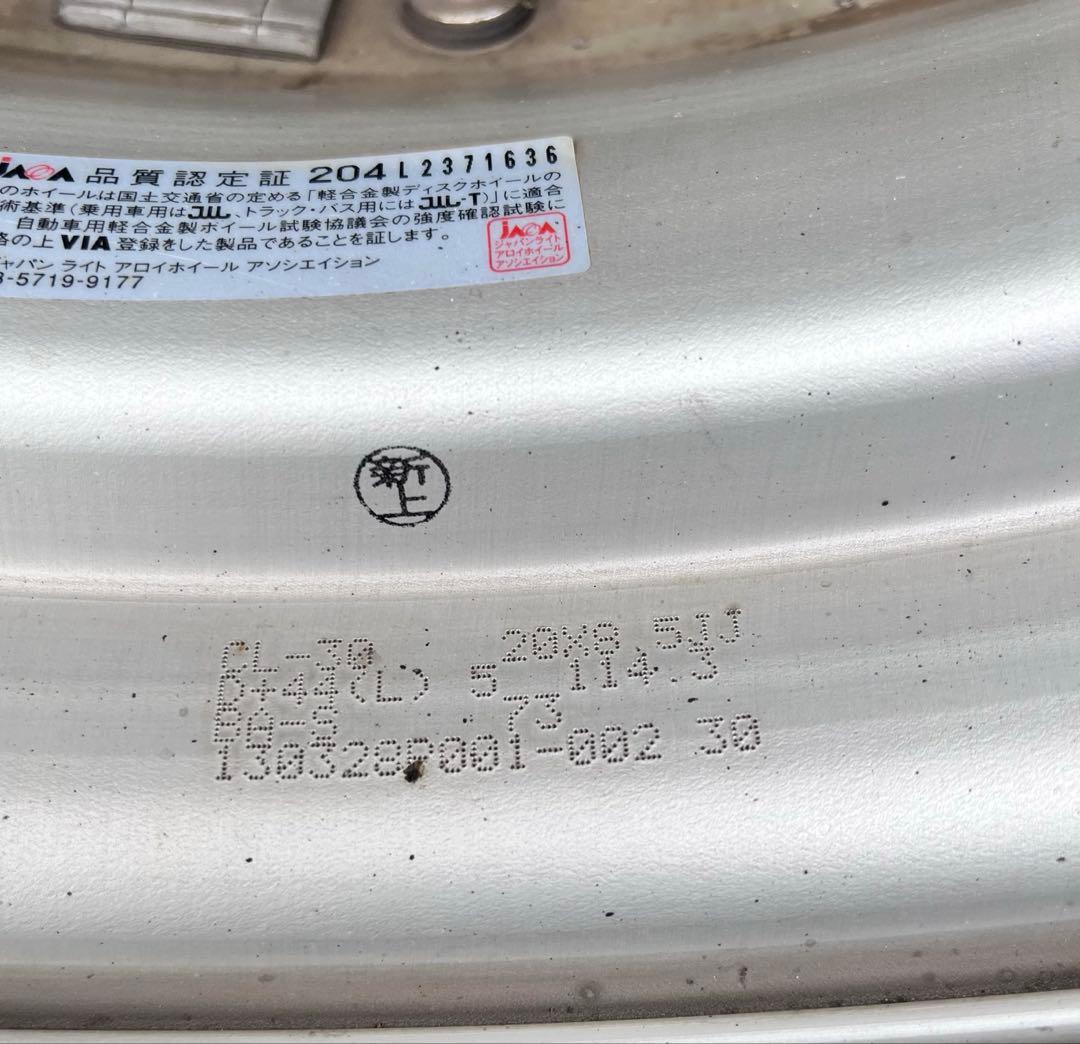 JAWA 品質認定証 204 L2371636
のホイールは国土交通省の定める「軽合金製ディスクホイールの
術基準(乗用車用はJWL、トラック・バス用にはJWL-T)」に適合
自動車用軽合金製ホイール試験協議会の強度確認試験に
格の上VIA登録をした製品であることを証します。
JAWA
ジャパンライト
アロイホイール
アソシエイション
ャパン ライト アロイホイール アソシエイション
3-5719-9177
新上
CL-30 20X8.5JJ
D+44(L) 5 114.3
73
130328P001-002 30